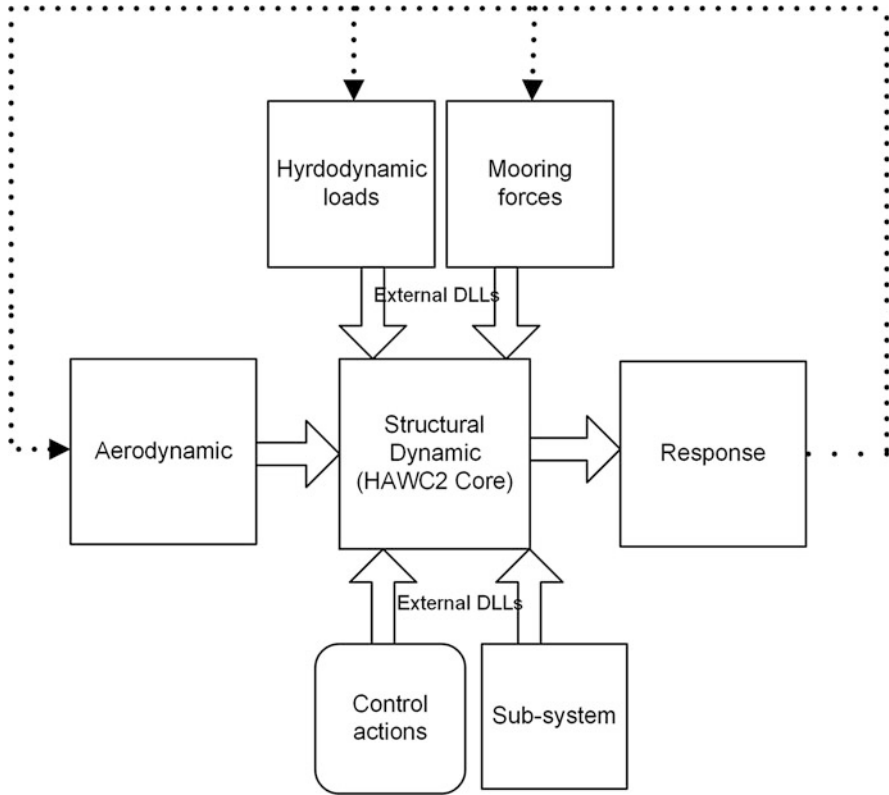 Hyrdodynamic
loads
Mooring
forces
External DLLs
Aerodynamic
Structural
Dynamic
(HAWC2 Core)
Response
External DLLs
Control
actions
Sub-system